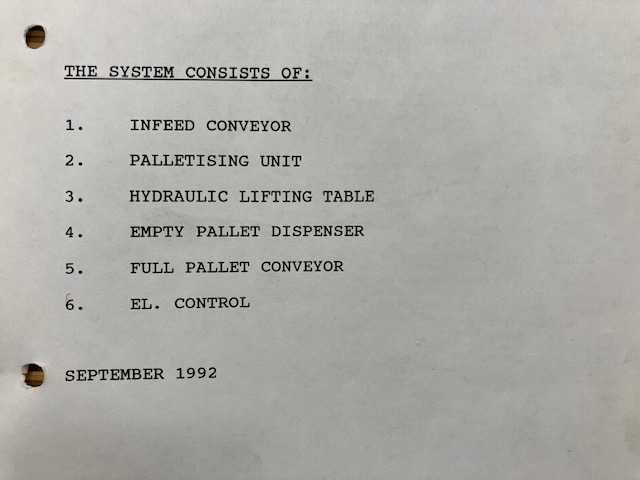 THE SYSTEM CONSISTS OF:
1. INFEED CONVEYOR
2. PALLETISING UNIT
3. HYDRAULIC LIFTING TABLE
4. EMPTY PALLET DISPENSER
5. FULL PALLET CONVEYOR
6. EL. CONTROL
SEPTEMBER 1992